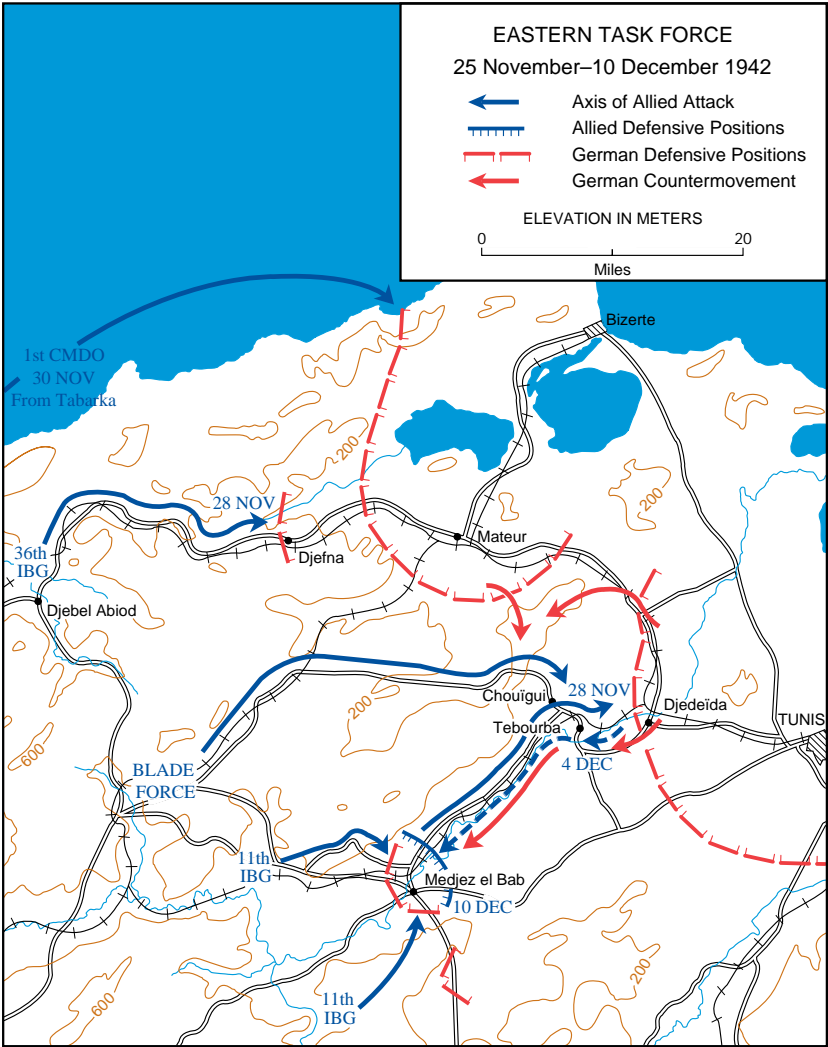 EASTERN TASK FORCE
25 November–10 December 1942
Axis of Allied Attack
Allied Defensive Positions
German Defensive Positions
German Countermovement
ELEVATION IN METERS
0 20
Miles
Bizerte
1st CMDO
30 NOV
From Tabarka
200
200
28 NOV
Mateur
Djefna
36th
IBG
Djebel Abiod
Chouïgui
28 NOV
200
Djedeïda
Tebourba
TUNIS
600
4 DEC
BLADE
FORCE
11th
IBG
Medjez el Bab
10 DEC
200
600
11th
IBG